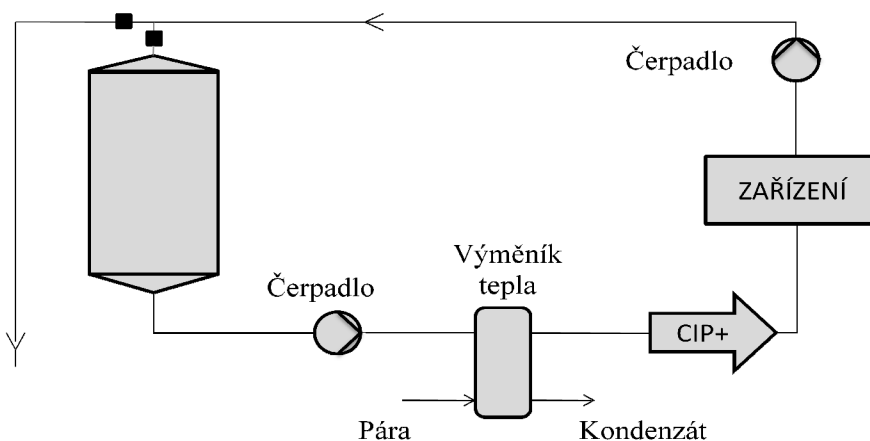 Čerpadlo
ZAŘÍZENÍ
Výměník
tepla
Čerpadlo
CIP+
Pára
Kondenzát